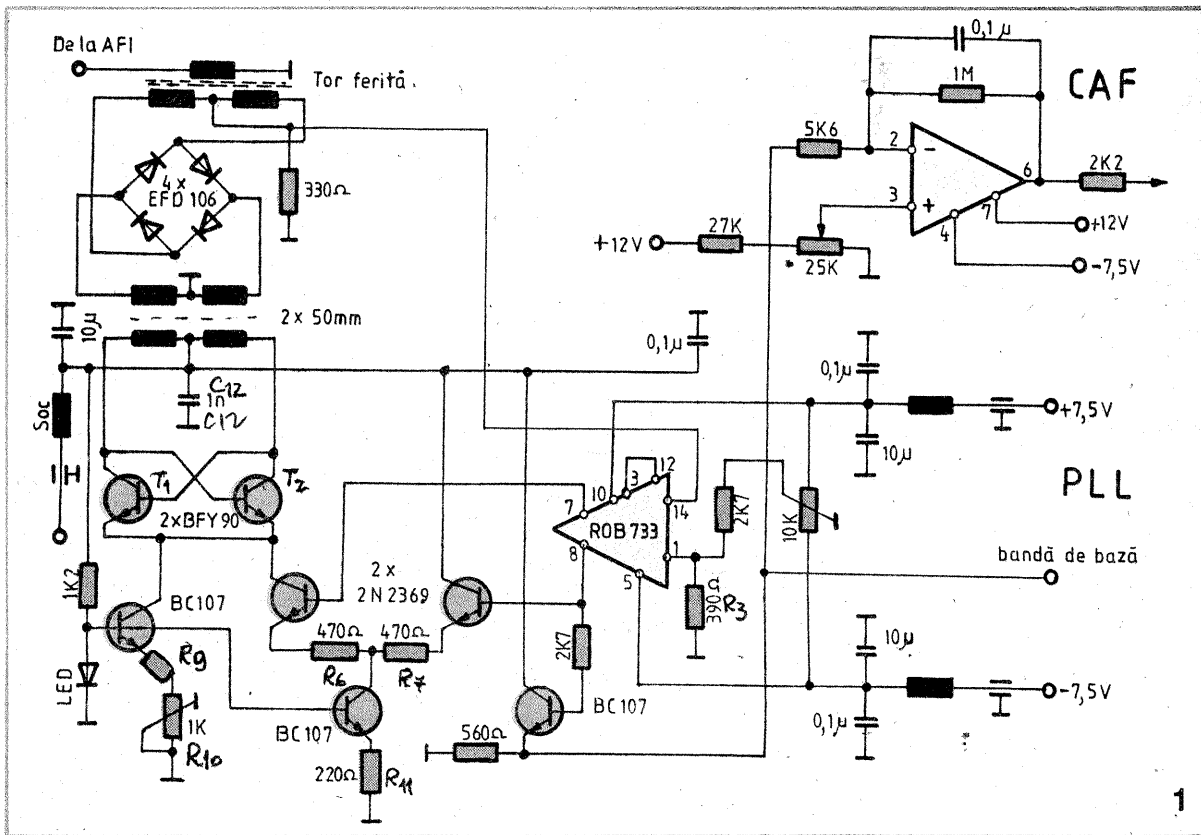 De la AFI
Tor ferită
4 x
EFD 106
330Ω
0,1 µ
1M
CAF
5K6
2
-
3
+
6
4
7
2K2
+12V
-7,5V
+12V
27K
25K
10µ
2 x 50mm
0,1µ
C12
1n
C12
Soc
T1
T2
2xBFY 90
0,1µ
+7,5V
10µ
PLL
7
10
3
12
14
ROB 733
8
5
1
2K7
10K
390Ω
R3
bandă de bază
1K2
BC107
2 x
2N 2369
470Ω
470Ω
R6
R7
2K7
R9
LED
1K
R10
BC107
220Ω
R11
560Ω
BC107
10µ
-7,5V
0,1µ
1